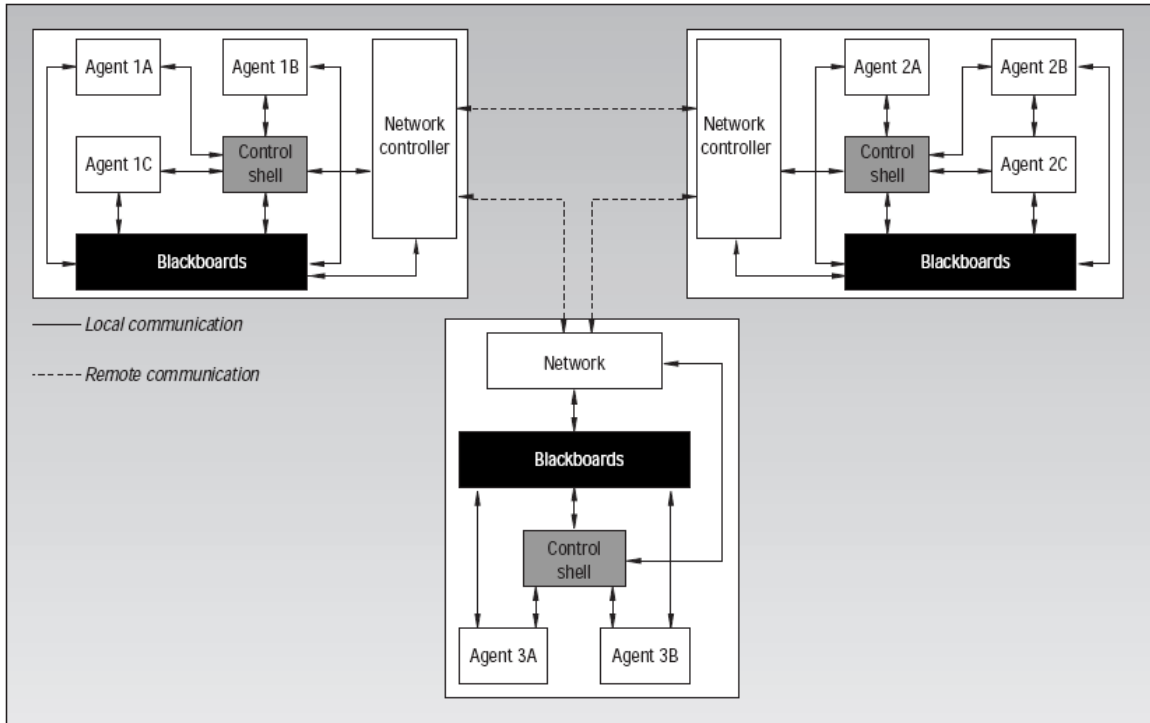 Agent 1A
Agent 1B
Network
controller
Agent 1C
Control
shell
Blackboards
Network
controller
Agent 2A
Agent 2B
Control
shell
Agent 2C
Blackboards
Local communication
Remote communication
Network
Blackboards
Control
shell
Agent 3A
Agent 3B